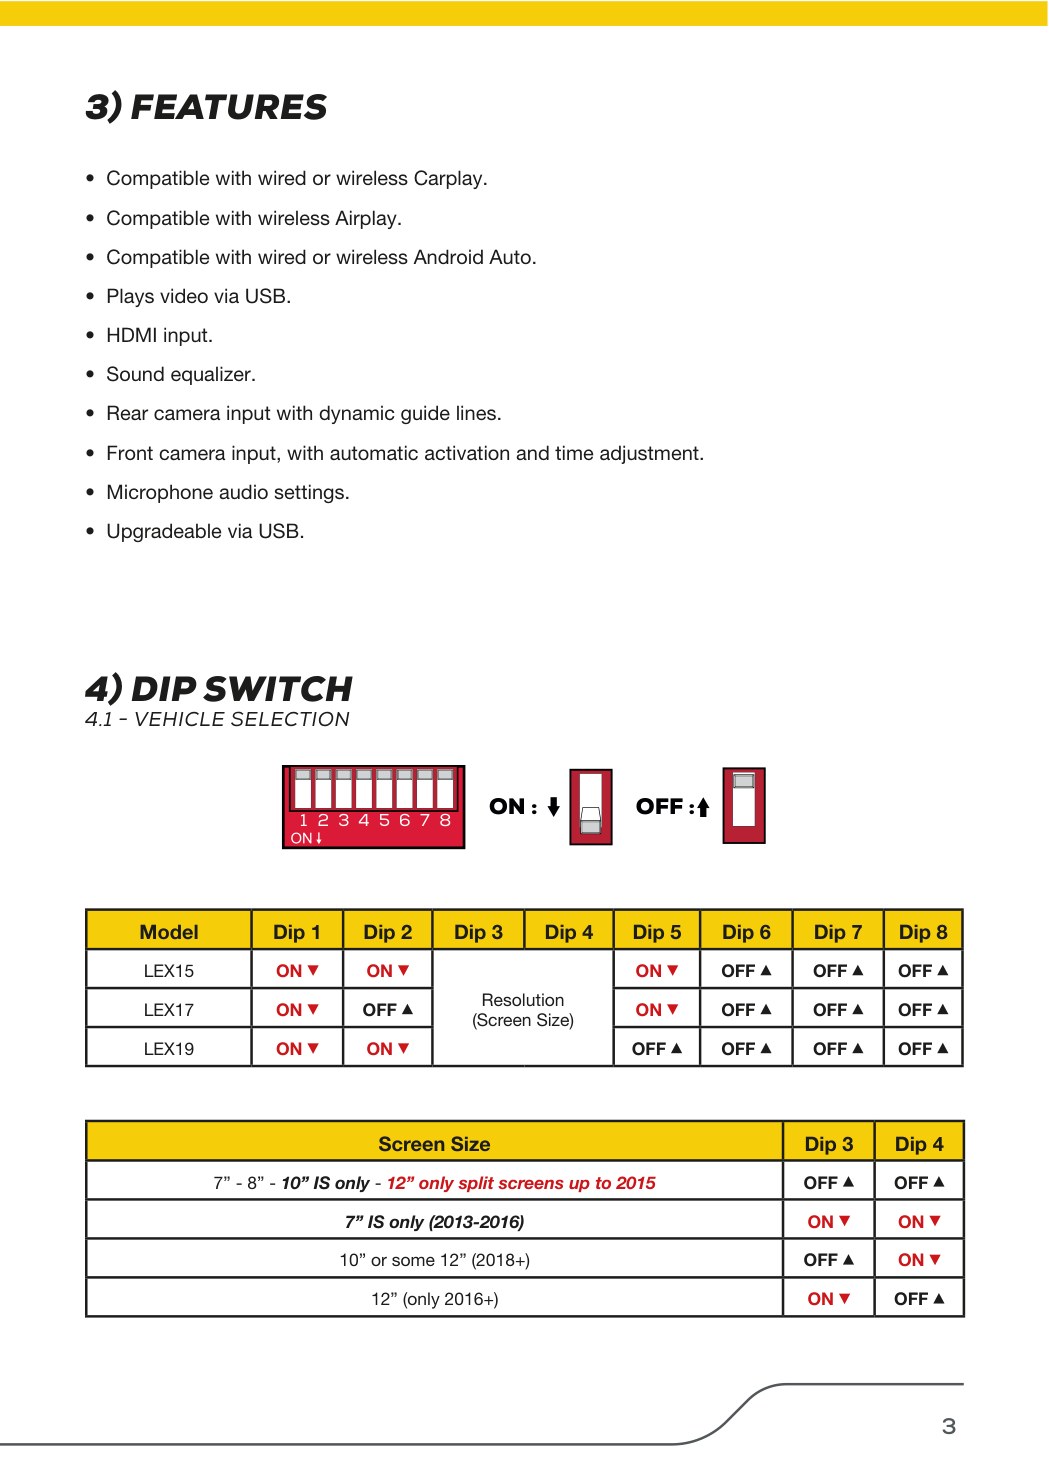 3) FEATURES
• Compatible with wired or wireless Carplay.
• Compatible with wireless Airplay.
• Compatible with wired or wireless Android Auto.
• Plays video via USB.
• HDMI input.
• Sound equalizer.
• Rear camera input with dynamic guide lines.
• Front camera input, with automatic activation and time adjustment.
• Microphone audio settings.
• Upgradeable via USB.
4) DIP SWITCH
4.1 - VEHICLE SELECTION
1 2 3 4 5 6 7 8
ON ↓
ON : ⬇ OFF : ⬆
Model Dip 1 Dip 2 Dip 3 Dip 4 Dip 5 Dip 6 Dip 7 Dip 8
LEX15 ON ▼ ON ▼ ON ▼ OFF ▲ OFF ▲ OFF ▲
Resolution
(Screen Size)
LEX17 ON ▼ OFF ▲ ON ▼ OFF ▲ OFF ▲ OFF ▲
LEX19 ON ▼ ON ▼ OFF ▲ OFF ▲ OFF ▲ OFF ▲
Screen Size Dip 3 Dip 4
7” - 8” - 10” IS only - 12” only split screens up to 2015 OFF ▲ OFF ▲
7” IS only (2013-2016) ON ▼ ON ▼
10” or some 12” (2018+) OFF ▲ ON ▼
12” (only 2016+) ON ▼ OFF ▲
3